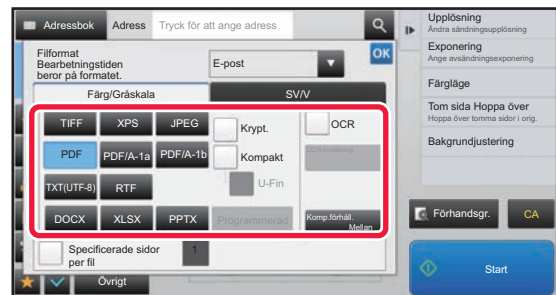 Adressbok
Adress
Tryck för att ange adress
Filformat
Bearbetningstiden
beror på formatet.
E-post
OK
Färg/Gråskala
SV/V
TIFF
XPS
JPEG
Krypt.
OCR
PDF
PDF/A-1a
PDF/A-1b
Kompakt
TXT(UTF-8)
RTF
U-Fin
DOCX
XLSX
PPTX
Programmerad
Komp.förhåll.
Mellan
Specificerade sidor
per fil
1
Övrigt
Upplösning
Ändra sändningsupplösning
Exponering
Ange avsändningsexponering
Färgläge
Tom sida Hoppa över
Hoppa över tomma sidor i orig.
Bakgrundjustering
Förhandsgr.
CA
Start